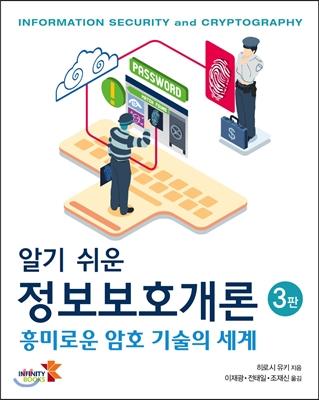 INFORMATION SECURITY and CRYPTOGRAPHY
PASSWORD
알기 쉬운
정보보호개론
3판
흥미로운 암호 기술의 세계
히로시 유키 지음
이재광·전태일·조재신 옮김
INFINITY
BOOKS